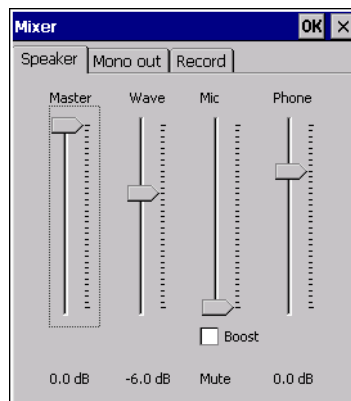 Mixer OK ×
Speaker Mono out Record
Master Wave Mic Phone
Boost
0.0 dB -6.0 dB Mute 0.0 dB